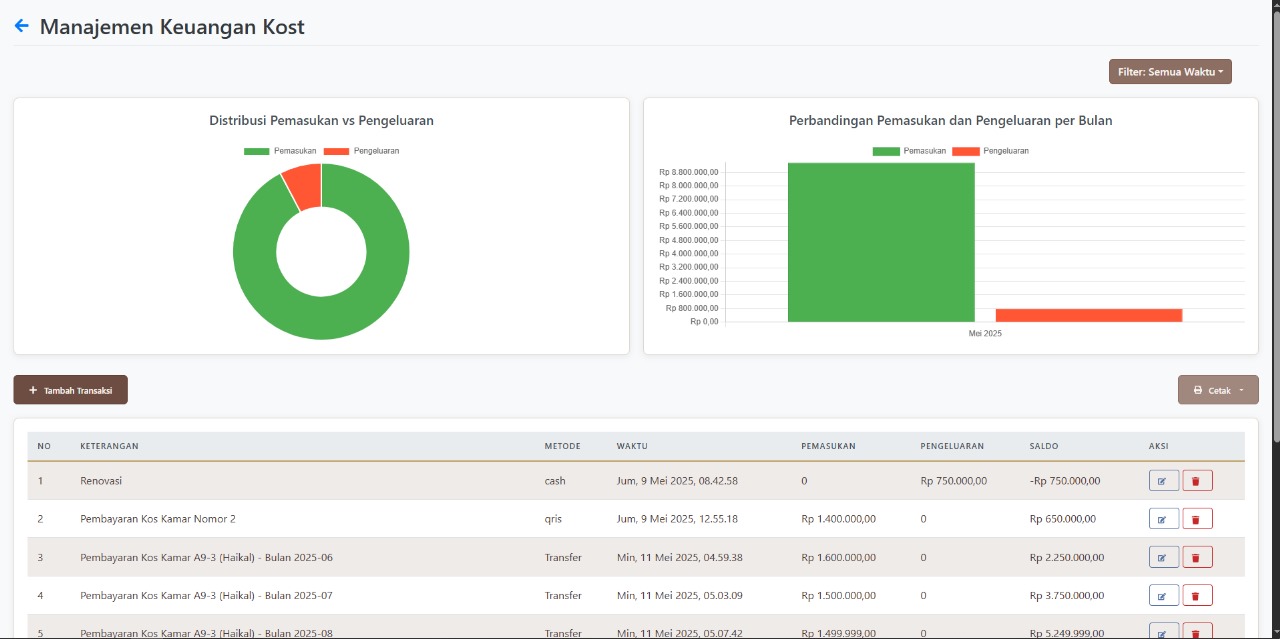 Manajemen Keuangan Kost
Filter: Semua Waktu
Distribusi Pemasukan vs Pengeluaran
Pemasukan Pengeluaran
Perbandingan Pemasukan dan Pengeluaran per Bulan
Pemasukan Pengeluaran
Rp 8.800.000,00
Rp 8.000.000,00
Rp 7.200.000,00
Rp 6.400.000,00
Rp 5.600.000,00
Rp 4.800.000,00
Rp 4.000.000,00
Rp 3.200.000,00
Rp 2.400.000,00
Rp 1.600.000,00
Rp 800.000,00
Rp 0,00
Mei 2025
+ Tambah Transaksi
Cetak
NO KETERANGAN METODE WAKTU PEMASUKAN PENGELUARAN SALDO AKSI
1 Renovasi cash Jum, 9 Mei 2025, 08.42.58 0 Rp 750.000,00 -Rp 750.000,00
2 Pembayaran Kos Kamar Nomor 2 qris Jum, 9 Mei 2025, 12.55.18 Rp 1.400.000,00 0 Rp 650.000,00
3 Pembayaran Kos Kamar A9-3 (Haikal) - Bulan 2025-06 Transfer Min, 11 Mei 2025, 04.59.38 Rp 1.600.000,00 0 Rp 2.250.000,00
4 Pembayaran Kos Kamar A9-3 (Haikal) - Bulan 2025-07 Transfer Min, 11 Mei 2025, 05.03.09 Rp 1.500.000,00 0 Rp 3.750.000,00
5 Pembayaran Kos Kamar A9-3 (Haikal) - Bulan 2025-08 Transfer Min, 11 Mei 2025, 05.07.42 Rp 1.499.999,00 0 Rp 5.249.999,00